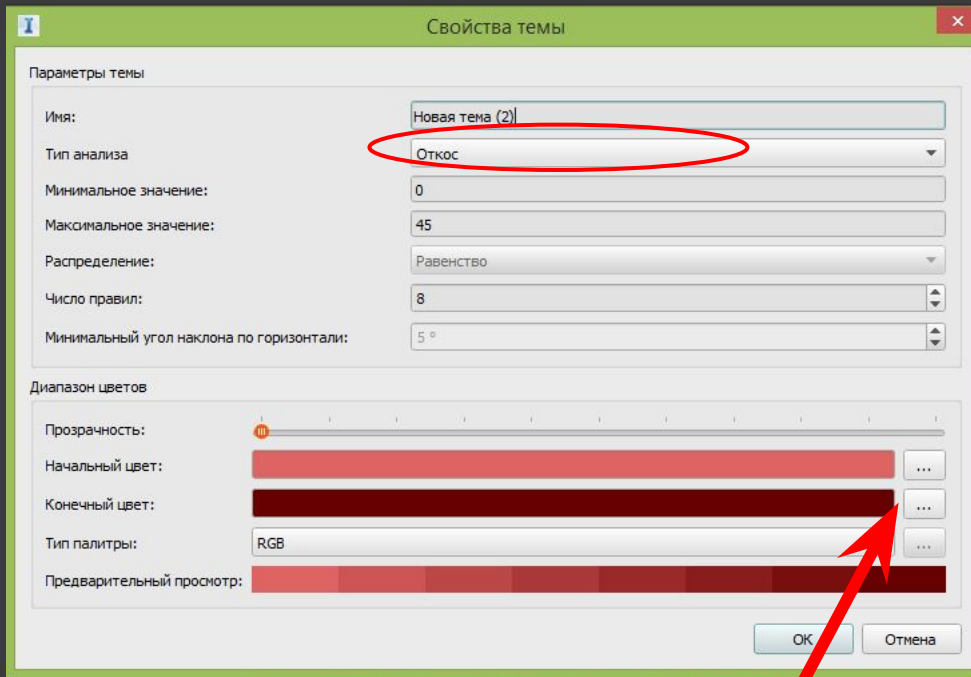 Свойства темы
Параметры темы
Имя: Новая тема (2)
Тип анализа Откос
Минимальное значение: 0
Максимальное значение: 45
Распределение: Равенство
Число правил: 8
Минимальный угол наклона по горизонтали: 5 °
Диапазон цветов
Прозрачность:
Начальный цвет: ...
Конечный цвет: ...
Тип палитры: RGB ...
Предварительный просмотр:
OK Отмена